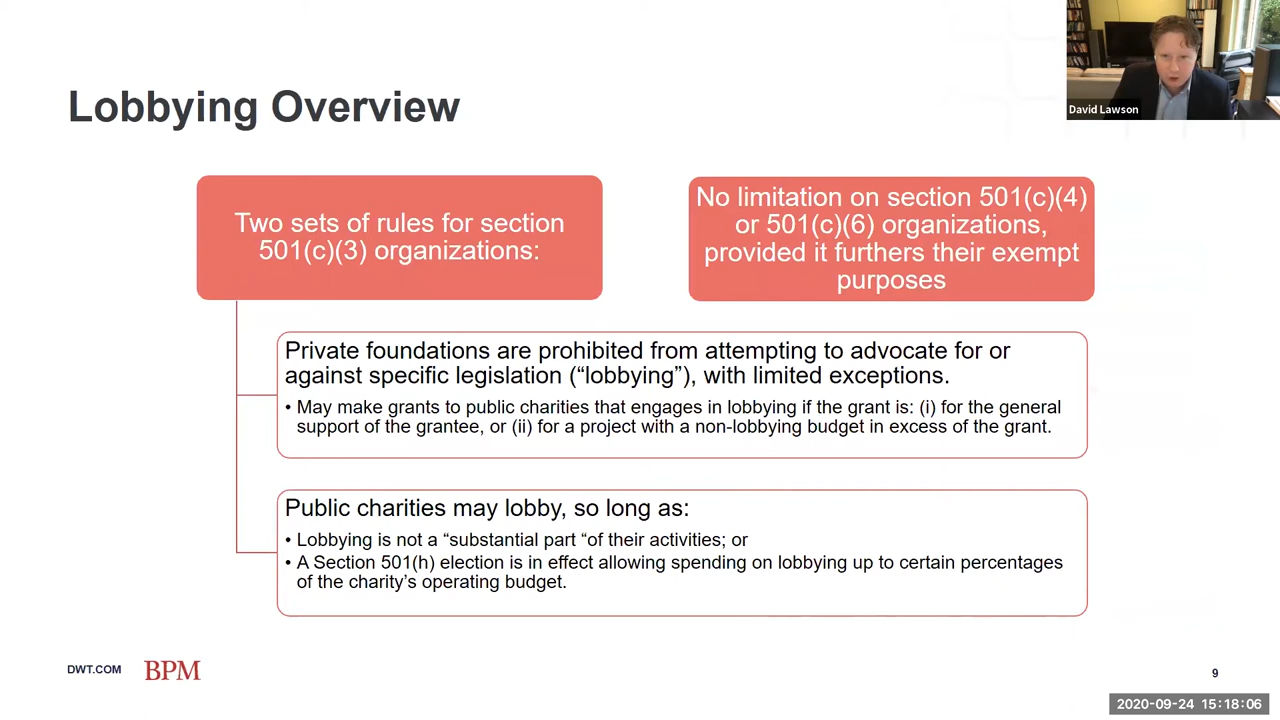 David Lawson
Lobbying Overview
Two sets of rules for section
501(c)(3) organizations:
No limitation on section 501(c)(4)
or 501(c)(6) organizations,
provided it furthers their exempt
purposes
Private foundations are prohibited from attempting to advocate for or
against specific legislation (“lobbying”), with limited exceptions.
• May make grants to public charities that engages in lobbying if the grant is: (i) for the general
support of the grantee, or (ii) for a project with a non-lobbying budget in excess of the grant.
Public charities may lobby, so long as:
• Lobbying is not a “substantial part “of their activities; or
• A Section 501(h) election is in effect allowing spending on lobbying up to certain percentages
of the charity’s operating budget.
DWT.COM
BPM
9
2020-09-24 15:18:06